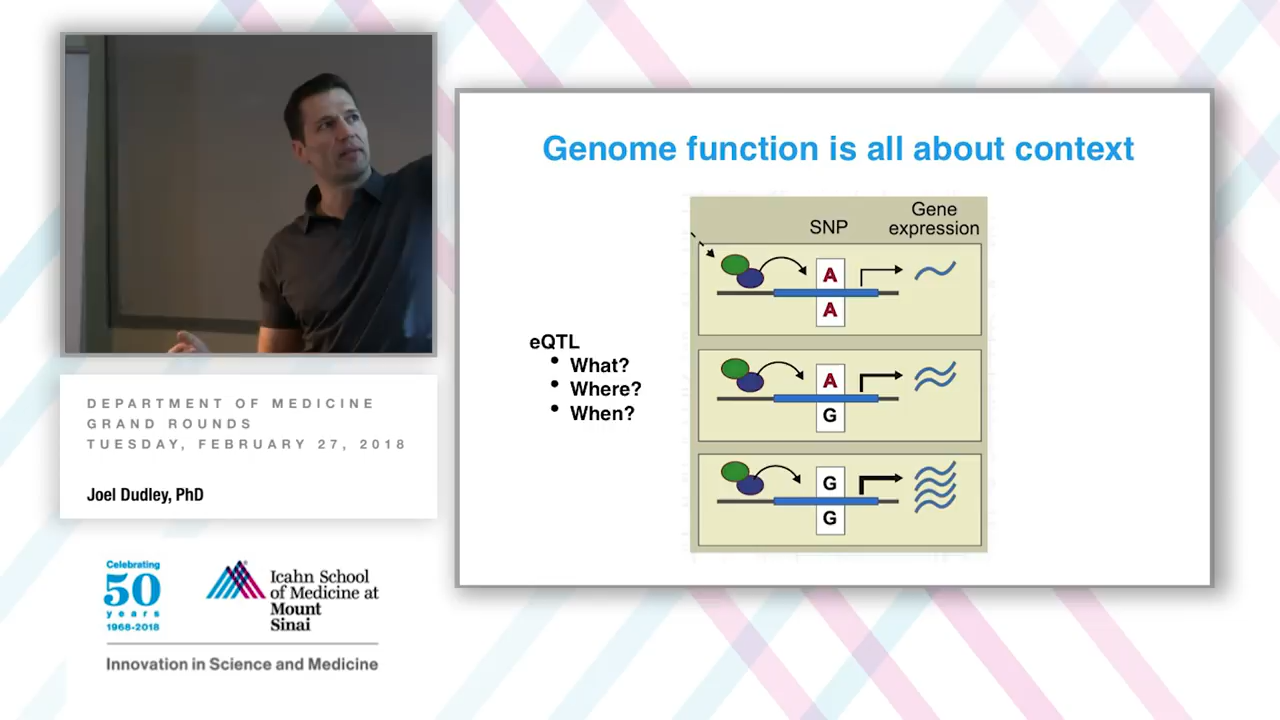 DEPARTMENT OF MEDICINE
GRAND ROUNDS
TUESDAY, FEBRUARY 27, 2018
Joel Dudley, PhD
Celebrating
50
years
1968-2018
Icahn School
of Medicine at
Mount
Sinai
Innovation in Science and Medicine
Genome function is all about context
eQTL
• What?
• Where?
• When?
SNP
Gene
expression
A
A
A
G
G
G